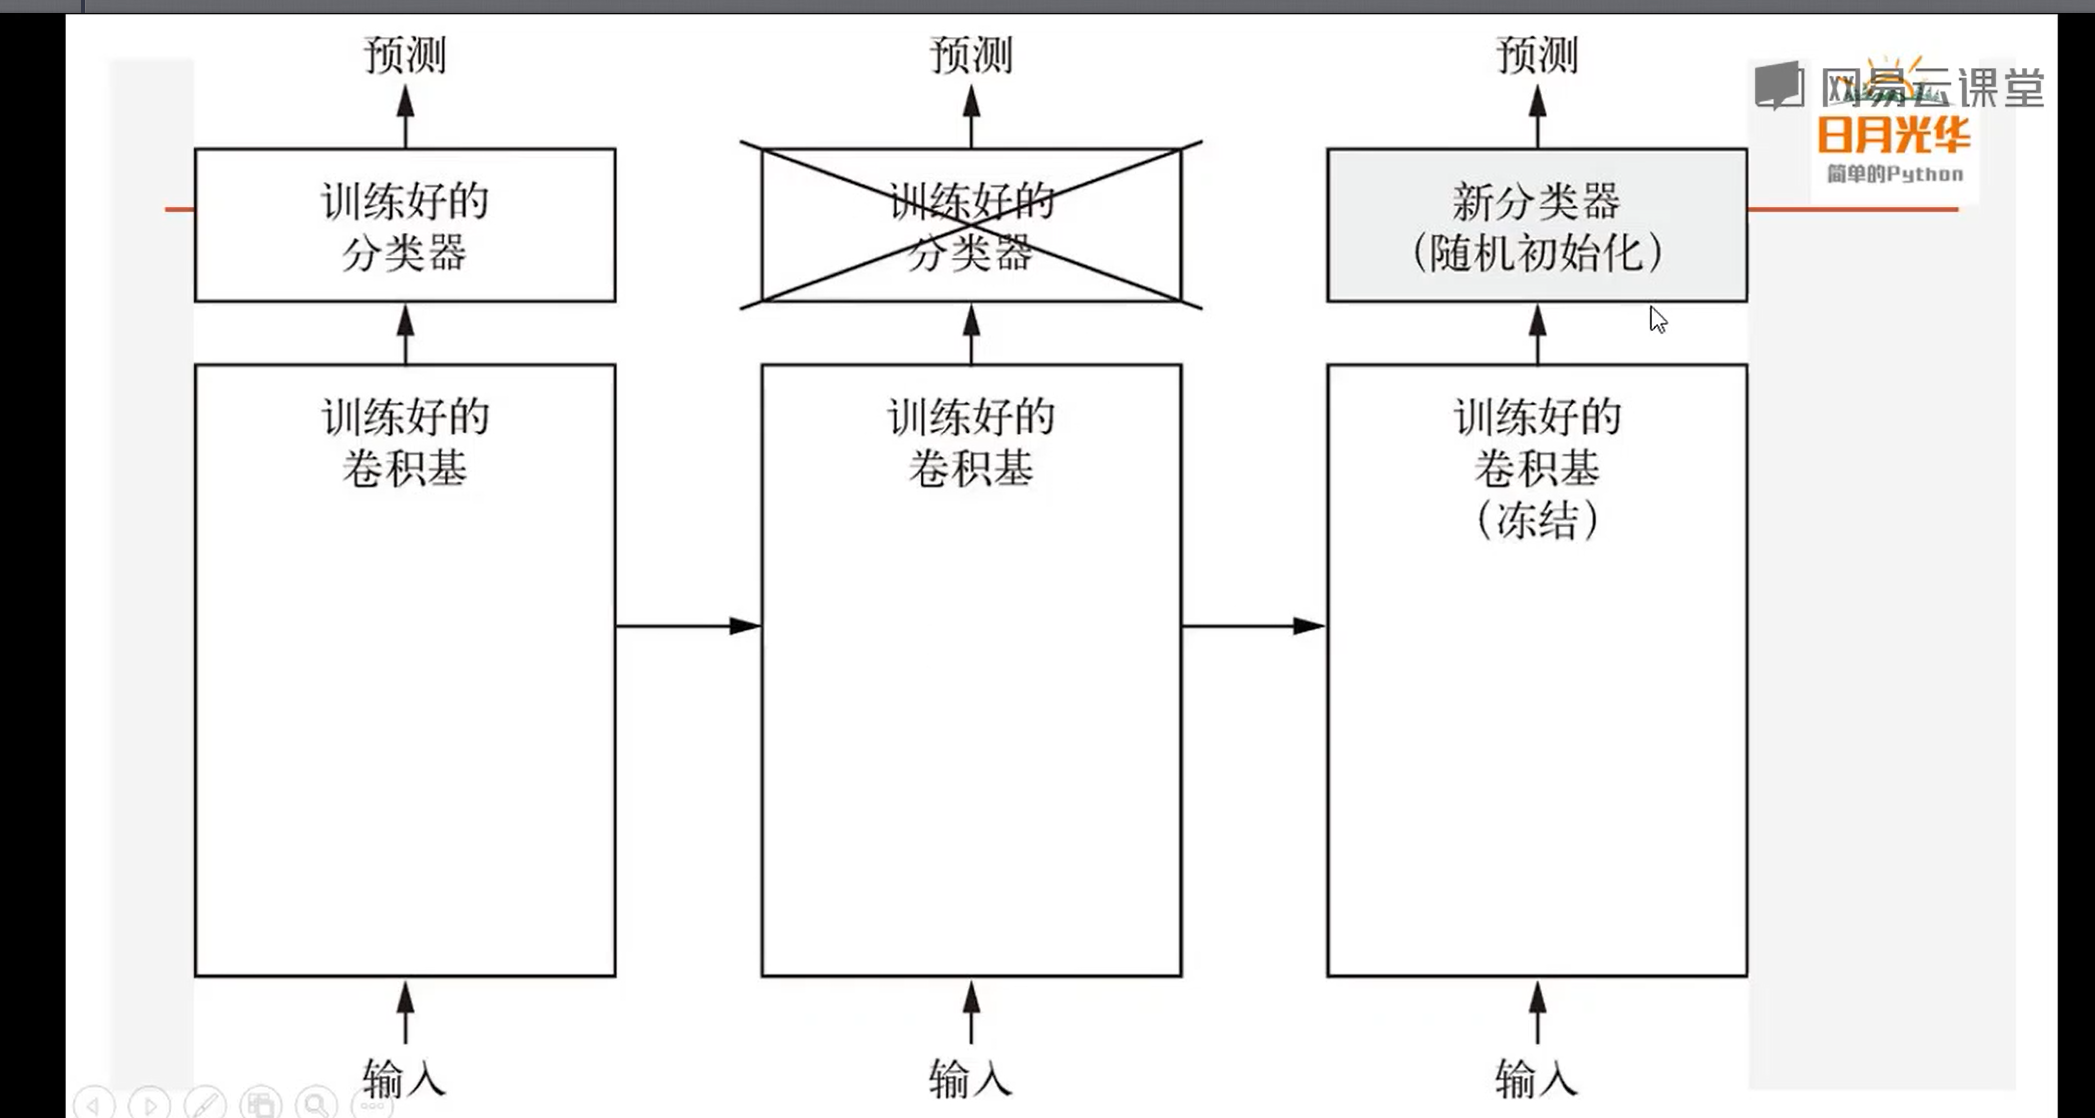 预测
预测
预测
网易云课堂
日月光华
简单的Python
训练好的
分类器
训练好的
分类器
新分类器
（随机初始化）
训练好的
卷积基
训练好的
卷积基
训练好的
卷积基
（冻结）
输入
输入
输入